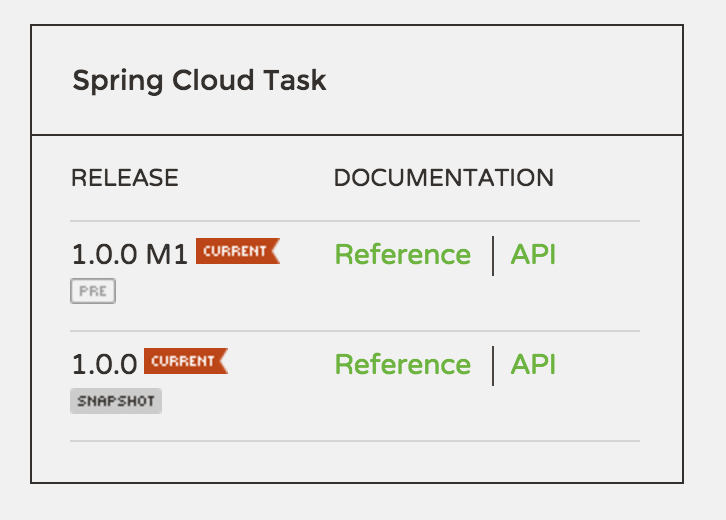 Spring Cloud Task
RELEASE DOCUMENTATION
1.0.0 M1 CURRENT Reference API
PRE
1.0.0 CURRENT Reference API
SNAPSHOT